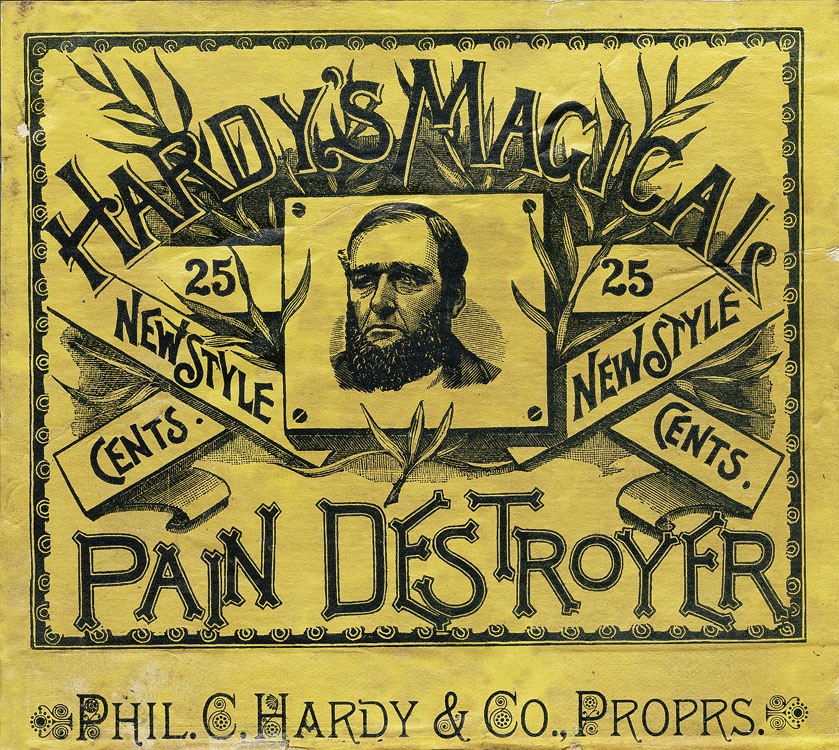 HARDY'S MAGICAL
25
NEW STYLE
CENTS.
25
NEW STYLE
CENTS.
PAIN DESTROYER
PHIL. C. HARDY & CO., PROPRS.